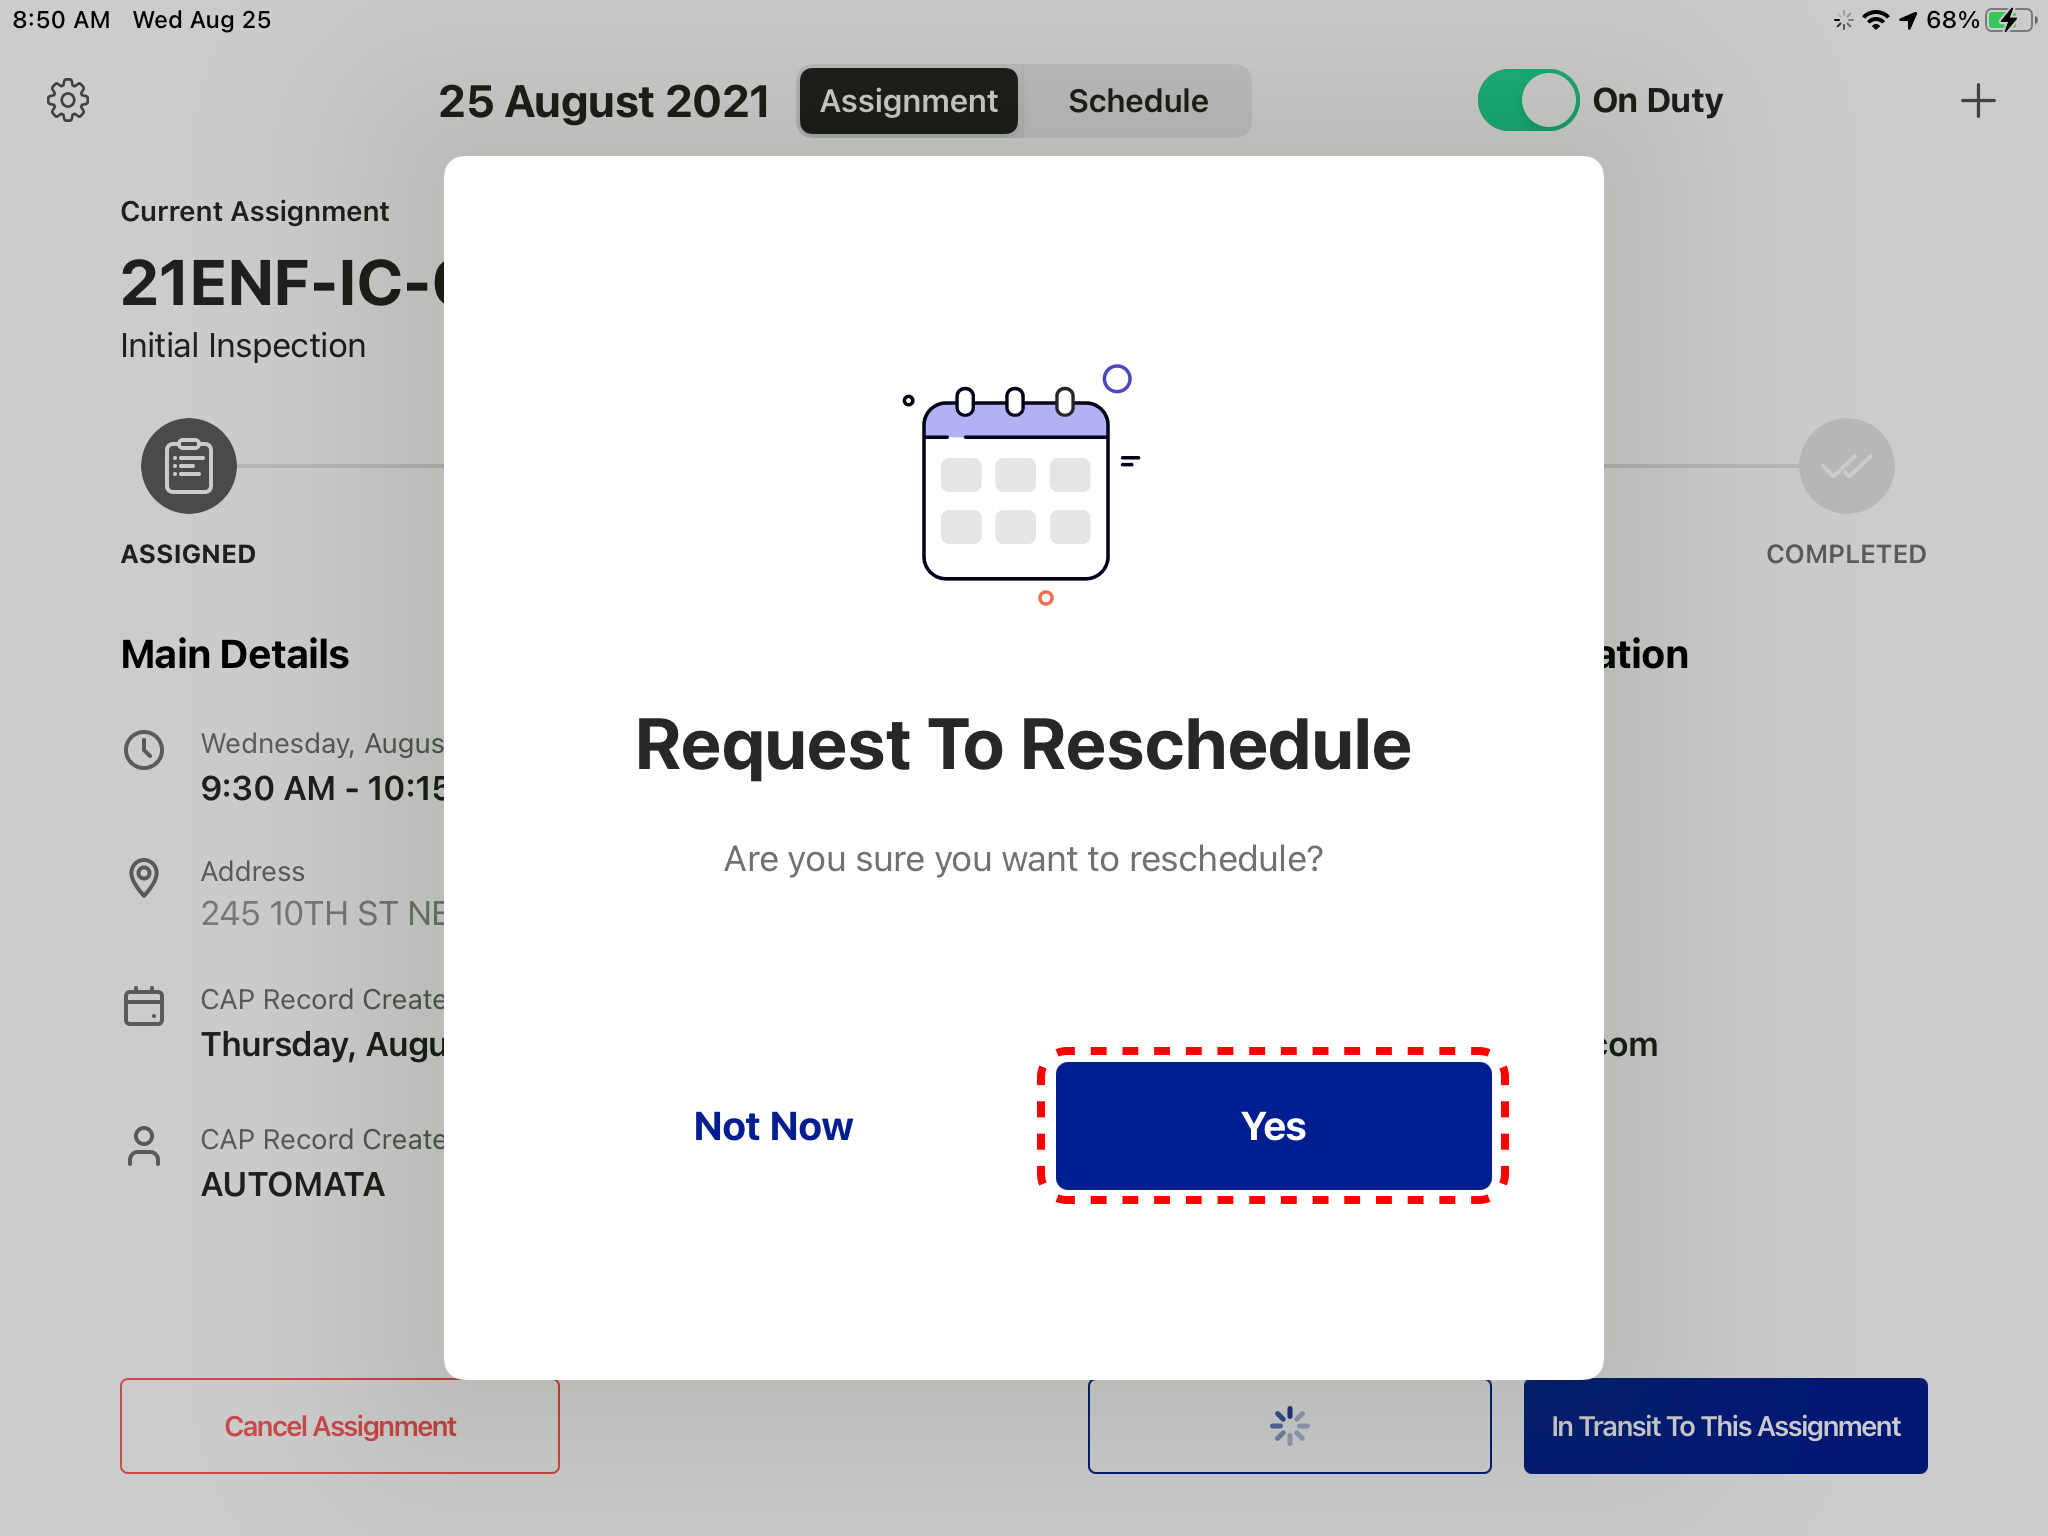 8:50 AM Wed Aug 25
68%
25 August 2021
Assignment
Schedule
On Duty
Current Assignment
21ENF-IC-
Initial Inspection
ASSIGNED
COMPLETED
Main Details
ation
Wednesday, Augus
9:30 AM - 10:15
Address
245 10TH ST NE
CAP Record Create
Thursday, Augu
com
CAP Record Create
AUTOMATA
Request To Reschedule
Are you sure you want to reschedule?
Not Now
Yes
Cancel Assignment
In Transit To This Assignment